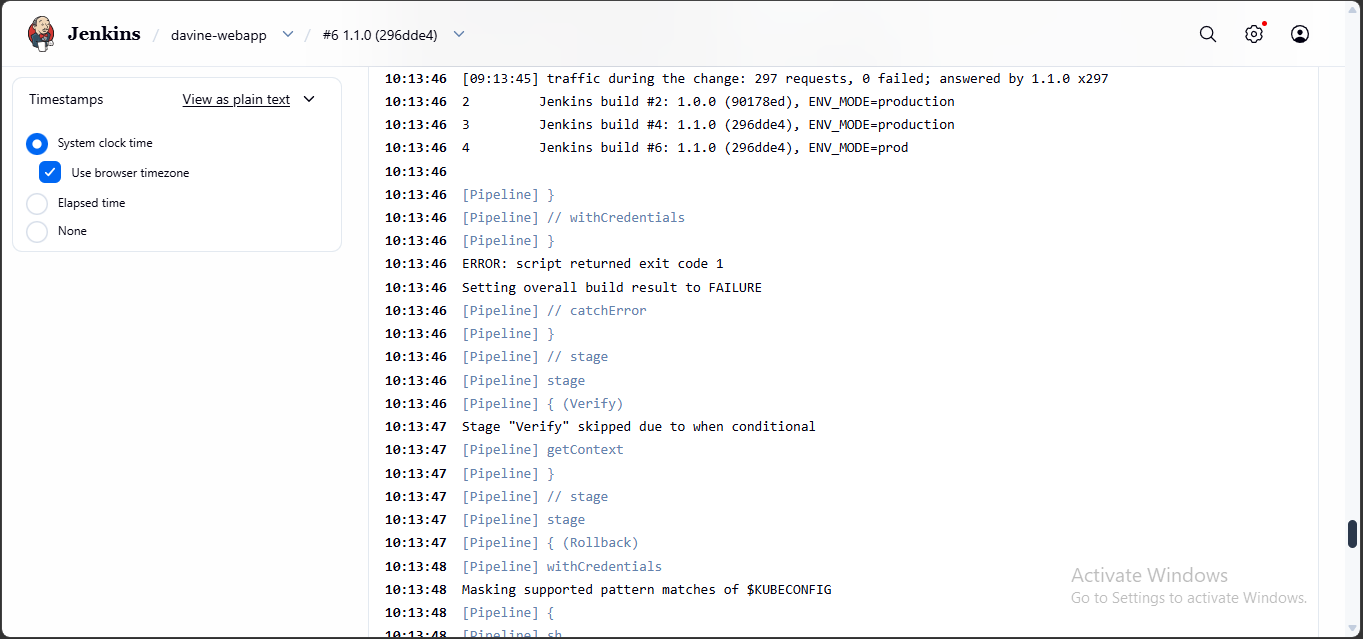 Jenkins / davine-webapp / #6 1.1.0 (296dde4)
Timestamps View as plain text
System clock time
Use browser timezone
Elapsed time
None
10:13:46 [09:13:45] traffic during the change: 297 requests, 0 failed; answered by 1.1.0 x297
10:13:46 2 Jenkins build #2: 1.0.0 (90178ed), ENV_MODE=production
10:13:46 3 Jenkins build #4: 1.1.0 (296dde4), ENV_MODE=production
10:13:46 4 Jenkins build #6: 1.1.0 (296dde4), ENV_MODE=prod
10:13:46
10:13:46 [Pipeline] }
10:13:46 [Pipeline] // withCredentials
10:13:46 [Pipeline] }
10:13:46 ERROR: script returned exit code 1
10:13:46 Setting overall build result to FAILURE
10:13:46 [Pipeline] // catchError
10:13:46 [Pipeline] }
10:13:46 [Pipeline] // stage
10:13:46 [Pipeline] stage
10:13:46 [Pipeline] { (Verify)
10:13:47 Stage "Verify" skipped due to when conditional
10:13:47 [Pipeline] getContext
10:13:47 [Pipeline] }
10:13:47 [Pipeline] // stage
10:13:47 [Pipeline] stage
10:13:47 [Pipeline] { (Rollback)
10:13:48 [Pipeline] withCredentials
10:13:48 Masking supported pattern matches of $KUBECONFIG
10:13:48 [Pipeline] {
10:13:48 [Pipeline] sh
Activate Windows
Go to Settings to activate Windows.